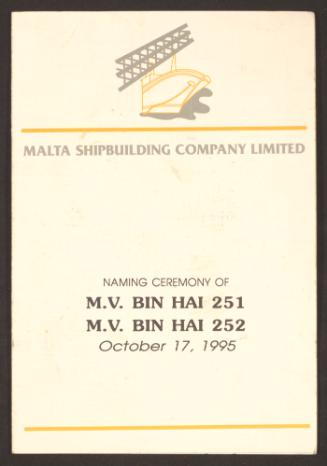 MALTA SHIPBUILDING COMPANY LIMITED
NAMING CEREMONY OF
M.V. BIN HAI 251
M.V. BIN HAI 252
October 17, 1995